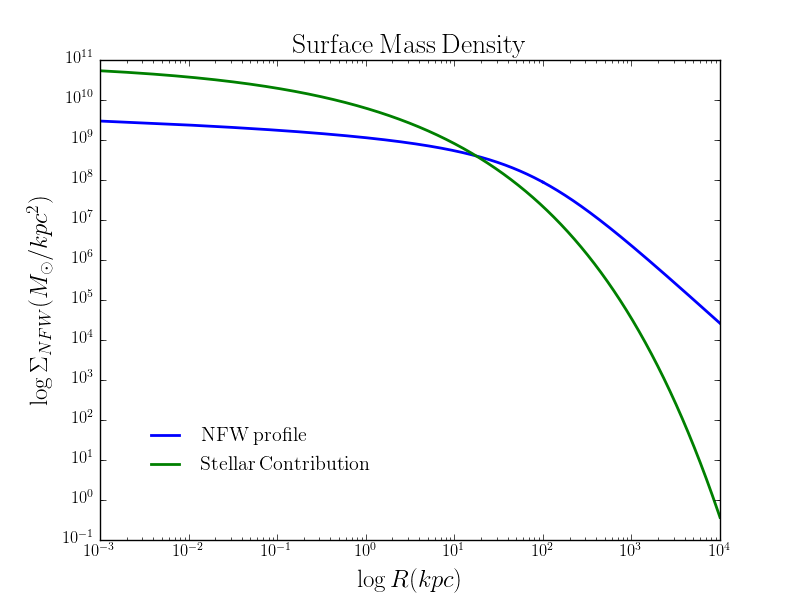 Surface Mass Density
10^11
10^10
10^9
10^8
10^7
10^6
10^5
10^4
10^3
10^2
10^1
10^0
10^−1
log Σ_NFW (M_⊙/kpc^2)
NFW profile
Stellar Contribution
10^−3 10^−2 10^−1 10^0 10^1 10^2 10^3 10^4
log R(kpc)